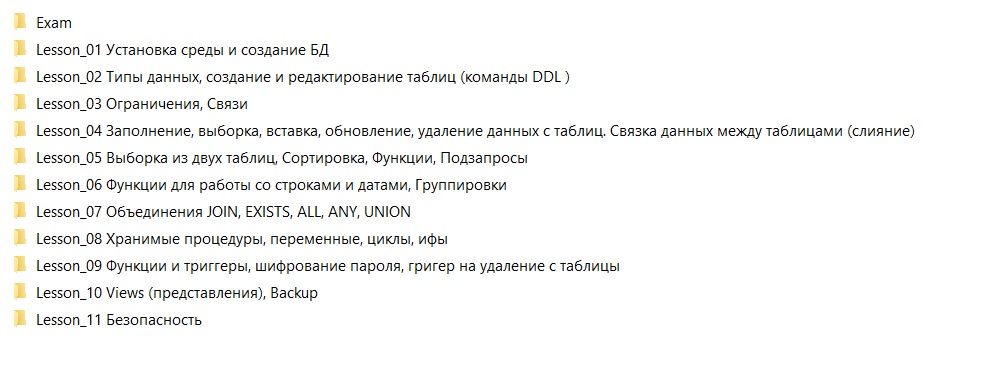 Exam
Lesson_01 Установка среды и создание БД
Lesson_02 Типы данных, создание и редактирование таблиц (команды DDL )
Lesson_03 Ограничения, Связи
Lesson_04 Заполнение, выборка, вставка, обновление, удаление данных с таблиц. Связка данных между таблицами (слияние)
Lesson_05 Выборка из двух таблиц, Сортировка, Функции, Подзапросы
Lesson_06 Функции для работы со строками и датами, Группировки
Lesson_07 Объединения JOIN, EXISTS, ALL, ANY, UNION
Lesson_08 Хранимые процедуры, переменные, циклы, ифы
Lesson_09 Функции и триггеры, шифрование пароля, григер на удаление с таблицы
Lesson_10 Views (представления), Backup
Lesson_11 Безопасность